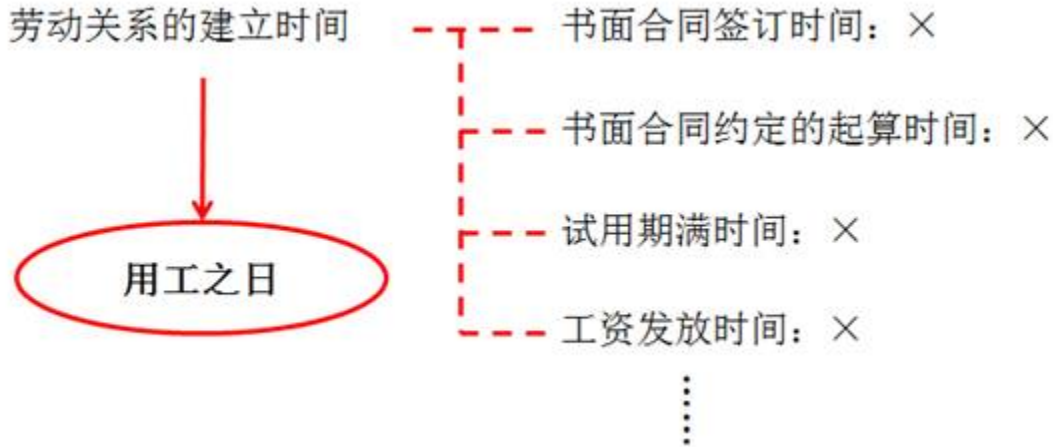 劳动关系的建立时间
书面合同签订时间：×
书面合同约定的起算时间：×
试用期满时间：×
用工之日
工资发放时间：×
……